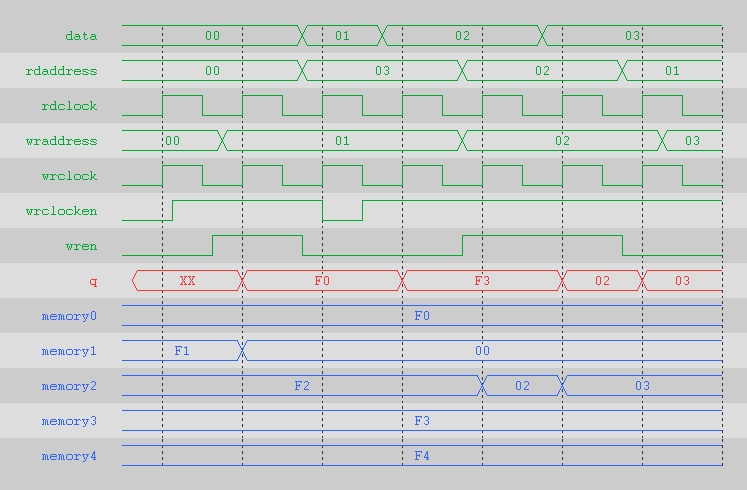 data 00 01 02 03
rdaddress 00 03 02 01
rdclock
wraddress 00 01 02 03
wrclock
wrclocken
wren
q XX F0 F3 02 03
memory0 F0
memory1 F1 00
memory2 F2 02 03
memory3 F3
memory4 F4